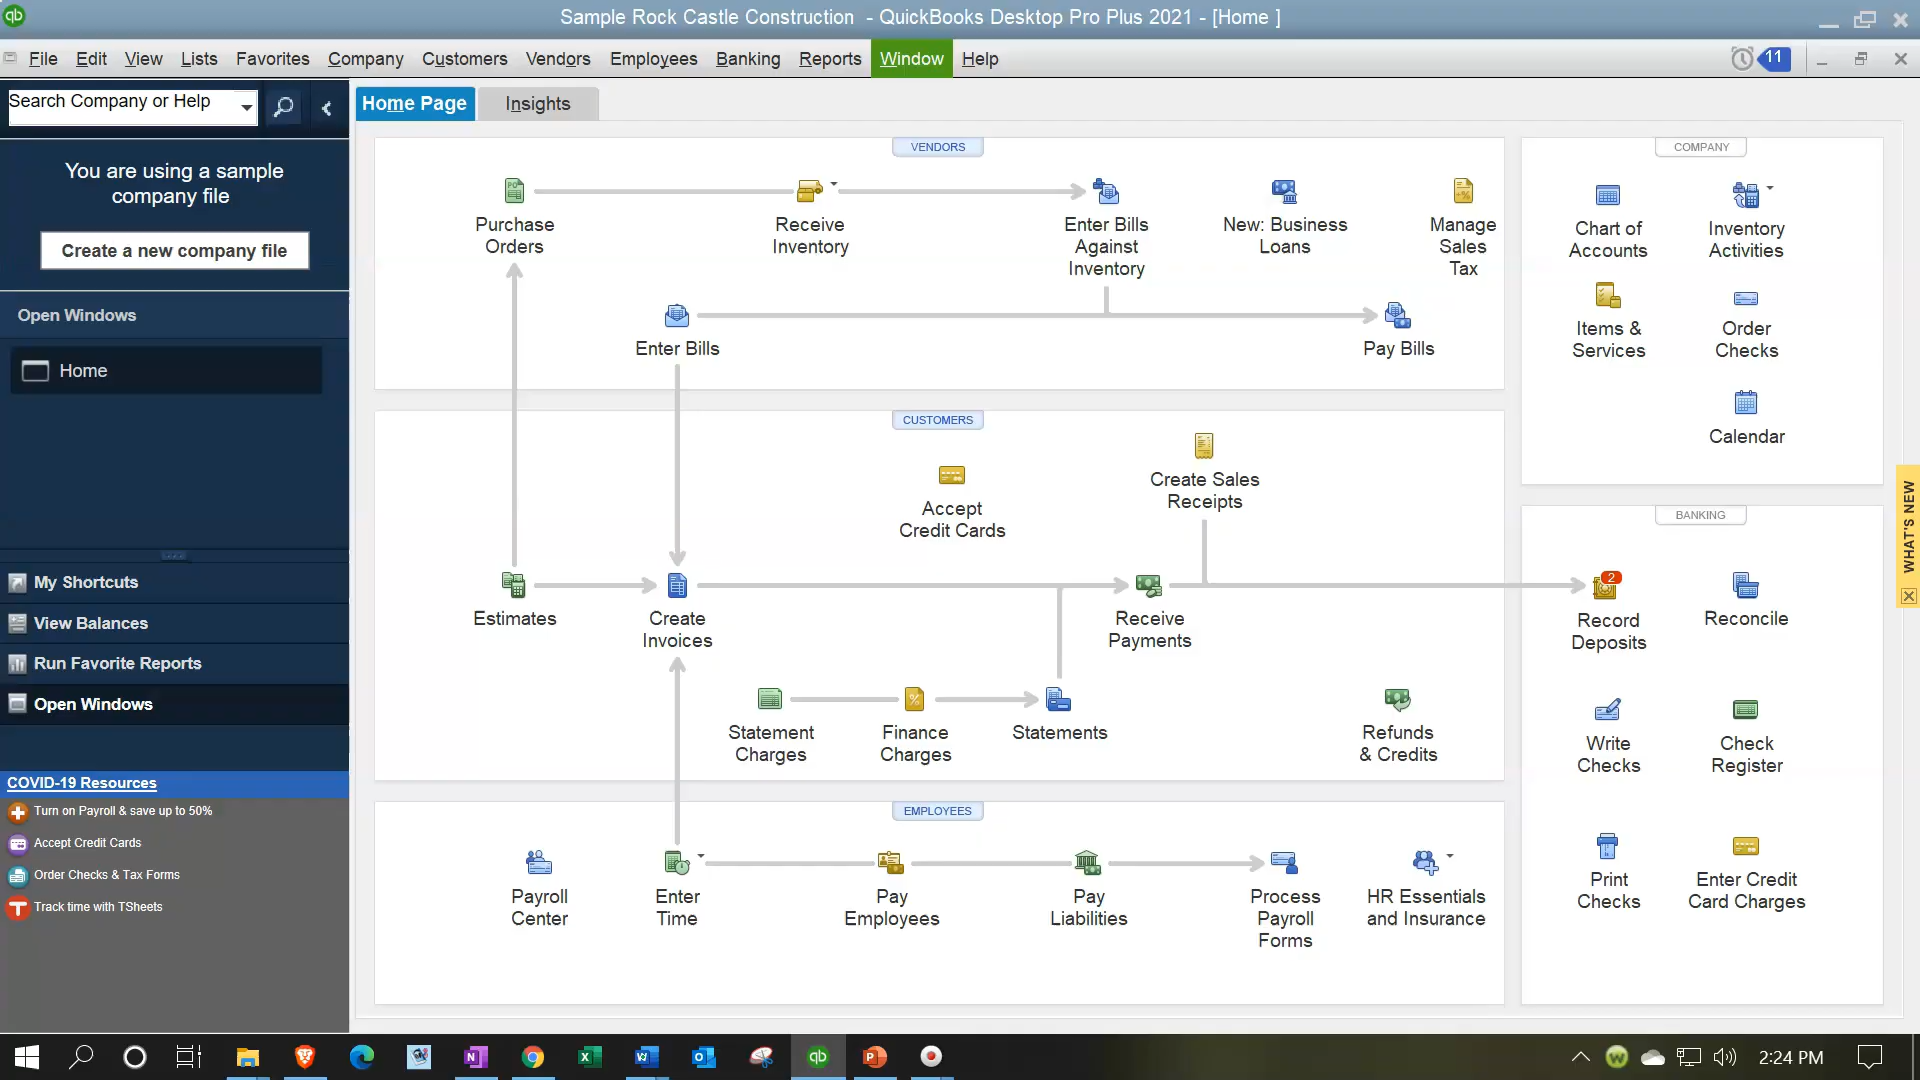 qb
Sample Rock Castle Construction - QuickBooks Desktop Pro Plus 2021 - [Home ]
File Edit View Lists Favorites Company Customers Vendors Employees Banking Reports Window Help
11
Search Company or Help
Home Page
Insights
You are using a sample
company file
Create a new company file
Open Windows
Home
My Shortcuts
View Balances
Run Favorite Reports
Open Windows
COVID-19 Resources
Turn on Payroll & save up to 50%
Accept Credit Cards
Order Checks & Tax Forms
Track time with TSheets
VENDORS
Purchase
Orders
Receive
Inventory
Enter Bills
Against
Inventory
New: Business
Loans
Manage
Sales
Tax
Enter Bills
Pay Bills
CUSTOMERS
Accept
Credit Cards
Create Sales
Receipts
Estimates
Create
Invoices
Receive
Payments
Statement
Charges
Finance
Charges
Statements
Refunds
& Credits
EMPLOYEES
Payroll
Center
Enter
Time
Pay
Employees
Pay
Liabilities
Process
Payroll
Forms
HR Essentials
and Insurance
COMPANY
Chart of
Accounts
Inventory
Activities
Items &
Services
Order
Checks
Calendar
BANKING
2
Record
Deposits
Reconcile
Write
Checks
Check
Register
Print
Checks
Enter Credit
Card Charges
WHAT'S NEW
2:24 PM